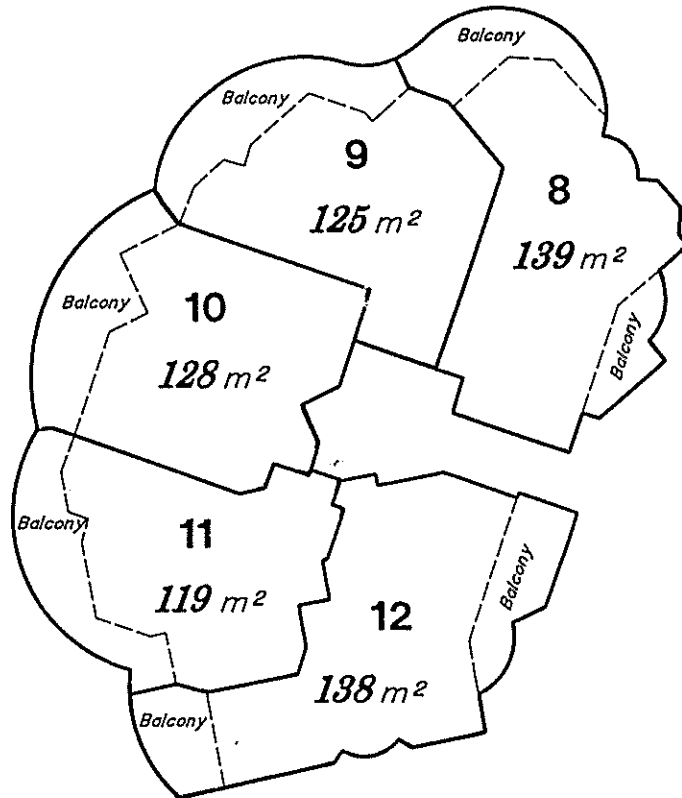 Balcony
Balcony
9
125 m²
8
139 m²
Balcony
10
128 m²
Balcony
Balcony
11
119 m²
Balcony
12
138 m²
Balcony